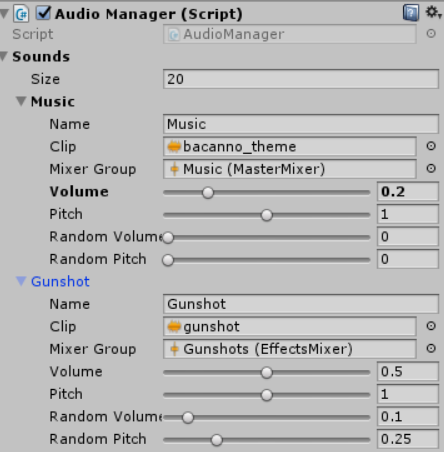 Audio Manager (Script)
Script AudioManager
Sounds
Size 20
Music
Name Music
Clip bacanno_theme
Mixer Group Music (MasterMixer)
Volume 0.2
Pitch 1
Random Volume 0
Random Pitch 0
Gunshot
Name Gunshot
Clip gunshot
Mixer Group Gunshots (EffectsMixer)
Volume 0.5
Pitch 1
Random Volume 0.1
Random Pitch 0.25